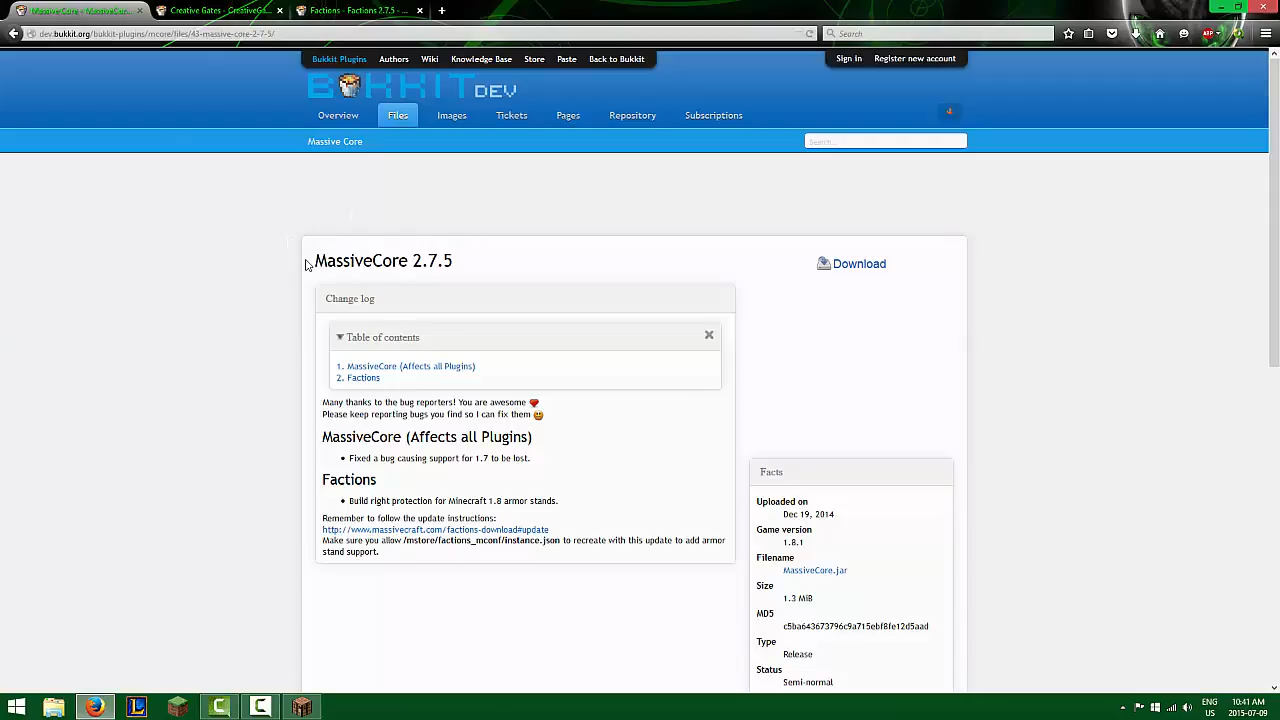 Massive Core - MassiveCor...
Creative Gates - CreativeGa...
Factions - Factions 2.7.5 - ...
dev.bukkit.org/bukkit-plugins/mcore/files/43-massive-core-2-7-5/
Search
ABP
Bukkit Plugins Authors Wiki Knowledge Base Store Paste Back to Bukkit
Sign in Register new account
BUKKIT DEV
Overview Files Images Tickets Pages Repository Subscriptions
Massive Core
Search...
MassiveCore 2.7.5
Download
Change log
Table of contents
1. MassiveCore (Affects all Plugins)
2. Factions
Many thanks to the bug reporters! You are awesome
Please keep reporting bugs you find so I can fix them
MassiveCore (Affects all Plugins)
• Fixed a bug causing support for 1.7 to be lost.
Factions
• Build right protection for Minecraft 1.8 armor stands.
Remember to follow the update instructions:
http://www.massivecraft.com/factions-download#update
Make sure you allow /mstore/factions_mconf/instance.json to recreate with this update to add armor
stand support.
Facts
Uploaded on
Dec 19, 2014
Game version
1.8.1
Filename
MassiveCore.jar
Size
1.3 MiB
MD5
c5ba643673796c9a715ebf8fe12d5aad
Type
Release
Status
Semi-normal
ENG
US
10:41 AM
2015-07-09